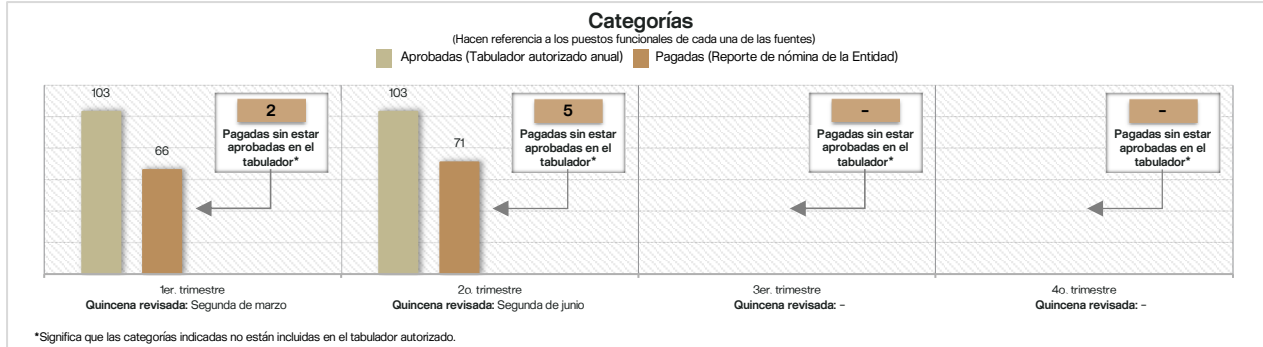 Categorías
(Hacen referencia a los puestos funcionales de cada una de las fuentes)
Aprobadas (Tabulador autorizado anual) Pagadas (Reporte de nómina de la Entidad)
103
66
2
Pagadas sin estar
aprobadas en el
tabulador*
103
71
5
Pagadas sin estar
aprobadas en el
tabulador*
-
Pagadas sin estar
aprobadas en el
tabulador*
-
Pagadas sin estar
aprobadas en el
tabulador*
1er. trimestre
Quincena revisada: Segunda de marzo
2o. trimestre
Quincena revisada: Segunda de junio
3er. trimestre
Quincena revisada: -
4o. trimestre
Quincena revisada: -
*Significa que las categorías indicadas no están incluidas en el tabulador autorizado.